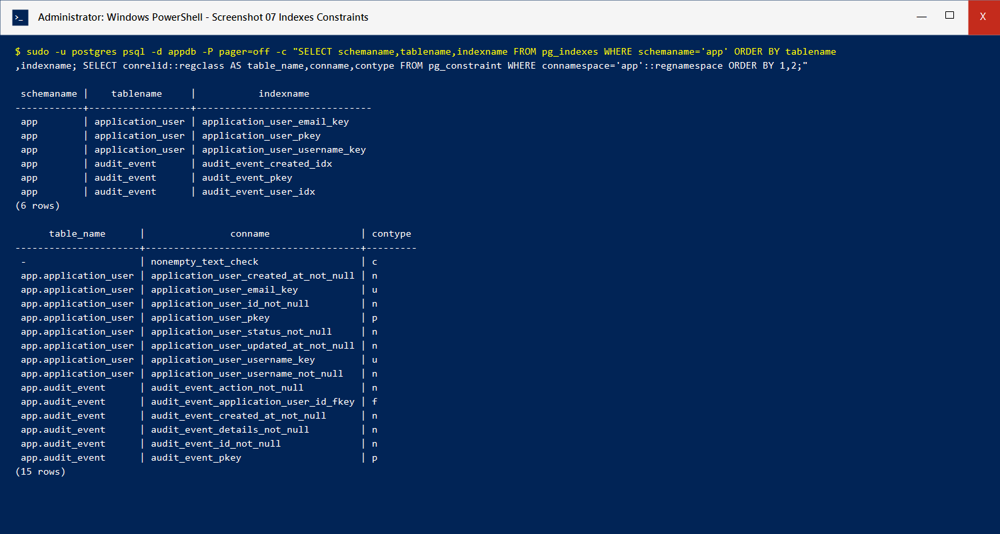 Administrator: Windows PowerShell - Screenshot 07 Indexes Constraints
X
$ sudo -u postgres psql -d appdb -P pager=off -c "SELECT schemaname,tablename,indexname FROM pg_indexes WHERE schemaname='app' ORDER BY tablename
,indexname; SELECT conrelid::regclass AS table_name,conname,contype FROM pg_constraint WHERE connamespace='app'::regnamespace ORDER BY 1,2;"
 schemaname |    tablename     |           indexname
------------+------------------+-------------------------------
 app        | application_user | application_user_email_key
 app        | application_user | application_user_pkey
 app        | application_user | application_user_username_key
 app        | audit_event      | audit_event_created_idx
 app        | audit_event      | audit_event_pkey
 app        | audit_event      | audit_event_user_idx
(6 rows)
      table_name      |               conname                | contype
----------------------+--------------------------------------+---------
 -                    | nonempty_text_check                  | c
 app.application_user | application_user_created_at_not_null | n
 app.application_user | application_user_email_key           | u
 app.application_user | application_user_id_not_null         | n
 app.application_user | application_user_pkey                | p
 app.application_user | application_user_status_not_null     | n
 app.application_user | application_user_updated_at_not_null | n
 app.application_user | application_user_username_key        | u
 app.application_user | application_user_username_not_null   | n
 app.audit_event      | audit_event_action_not_null          | n
 app.audit_event      | audit_event_application_user_id_fkey | f
 app.audit_event      | audit_event_created_at_not_null      | n
 app.audit_event      | audit_event_details_not_null         | n
 app.audit_event      | audit_event_id_not_null              | n
 app.audit_event      | audit_event_pkey                     | p
(15 rows)